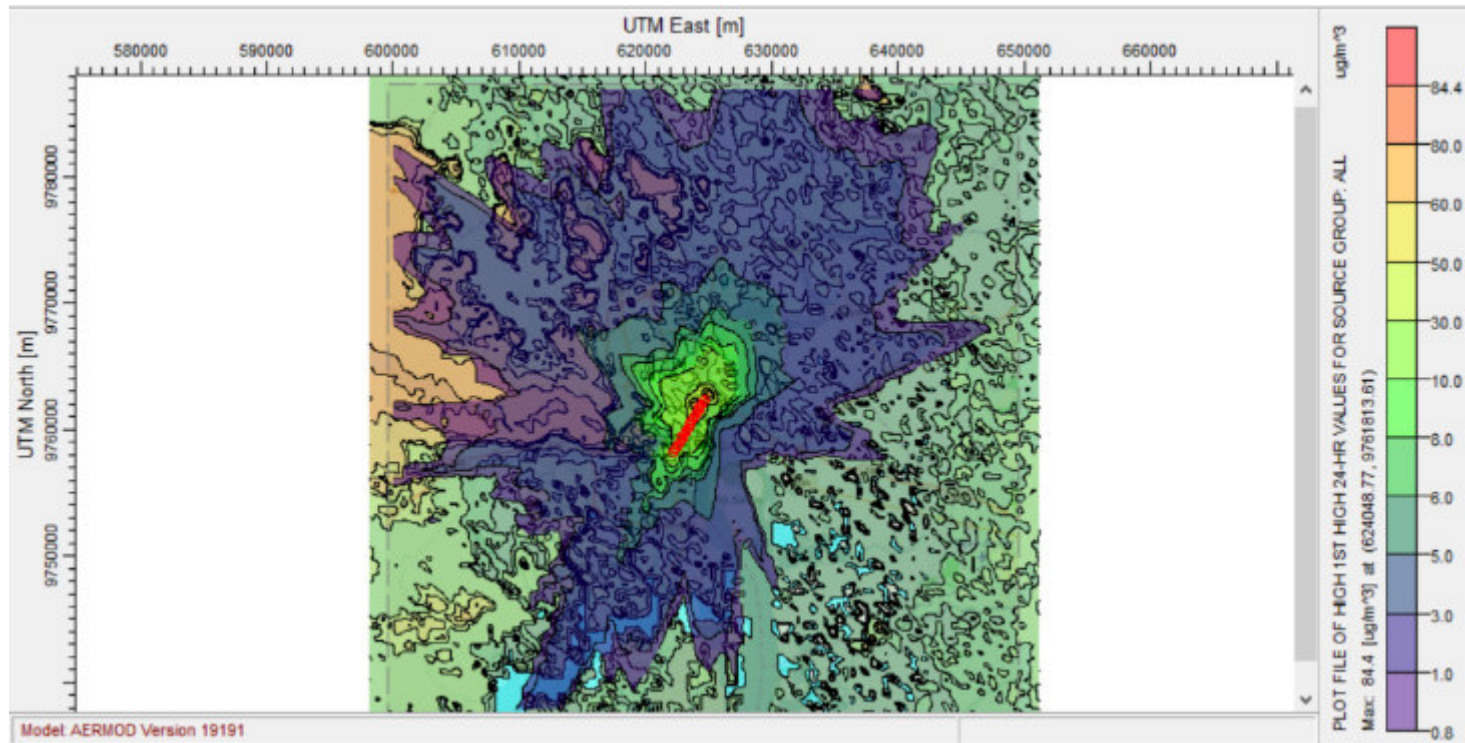 UTM East [m]
580000 590000 600000 610000 620000 630000 640000 650000 660000
UTM North [m]
9780000
9770000
9760000
9750000
PLOT FILE OF HIGH 1ST HIGH 24-HR VALUES FOR SOURCE GROUP: ALL
ug/m^3
Max: 84.4 [ug/m^3] at (624048.77, 9761813.61)
84.4
80.0
60.0
50.0
30.0
10.0
8.0
6.0
5.0
3.0
1.0
0.8
Model: AERMOD Version 19191